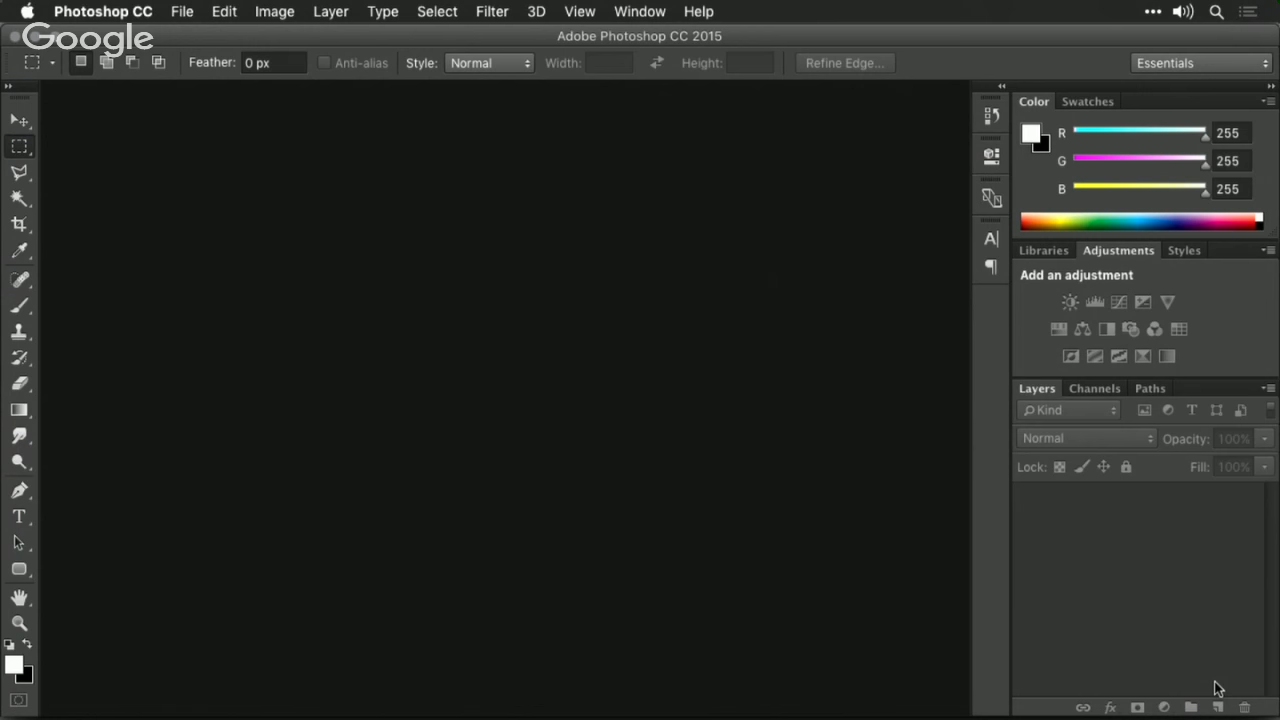 Photoshop CC File Edit Image Layer Type Select Filter 3D View Window Help
Adobe Photoshop CC 2015
Google
Feather: 0 px Anti-alias Style: Normal Width: Height: Refine Edge... Essentials
Color Swatches
R 255
G 255
B 255
Libraries Adjustments Styles
Add an adjustment
Layers Channels Paths
Kind
Normal Opacity: 100%
Lock: Fill: 100%